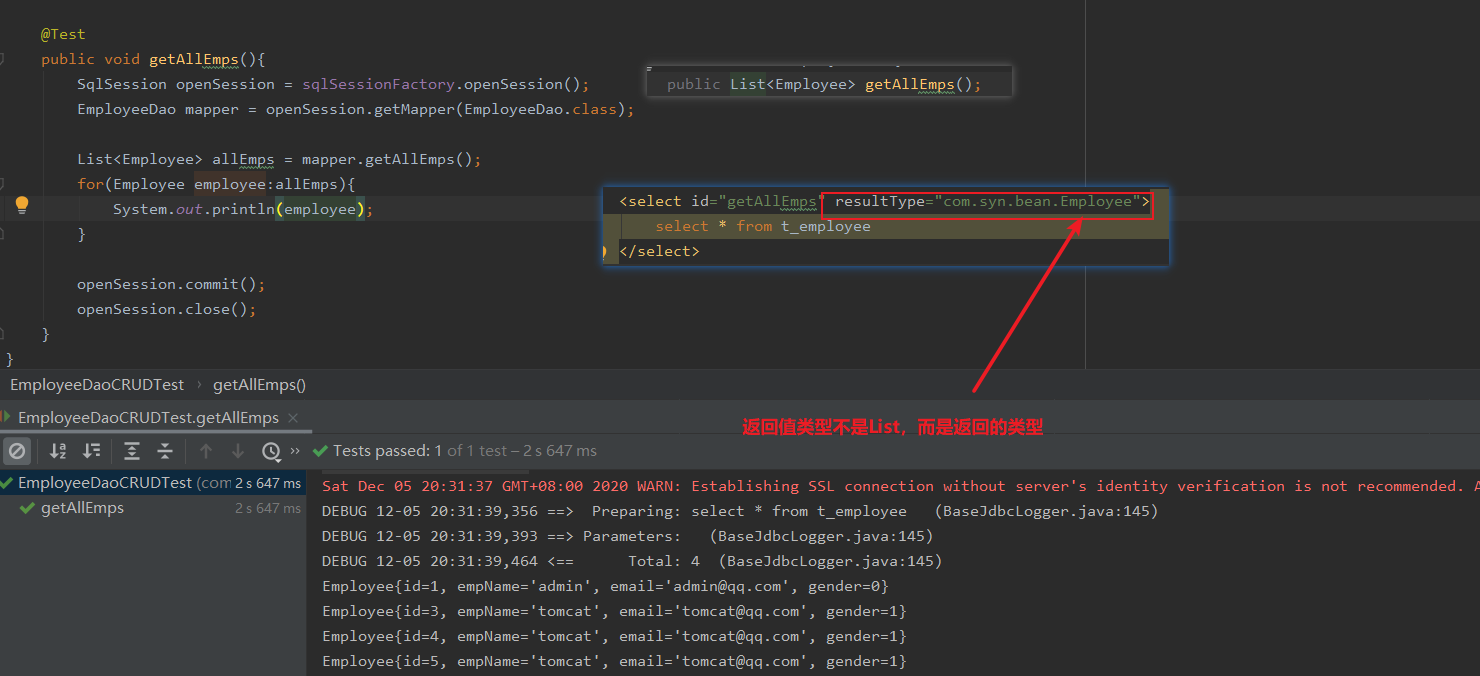 @Test
public void getAllEmps(){
SqlSession openSession = sqlSessionFactory.openSession();
EmployeeDao mapper = openSession.getMapper(EmployeeDao.class);
List<Employee> allEmps = mapper.getAllEmps();
for(Employee employee:allEmps){
System.out.println(employee);
}
openSession.commit();
openSession.close();
}
}
public List<Employee> getAllEmps();
<select id="getAllEmps" resultType="com.syn.bean.Employee">
select * from t_employee
</select>
返回值类型不是List，而是返回的类型
EmployeeDaoCRUDTest › getAllEmps()
EmployeeDaoCRUDTest.getAllEmps ×
Tests passed: 1 of 1 test – 2 s 647 ms
EmployeeDaoCRUDTest (com 2 s 647 ms
getAllEmps 2 s 647 ms
Sat Dec 05 20:31:37 GMT+08:00 2020 WARN: Establishing SSL connection without server's identity verification is not recommended. A
DEBUG 12-05 20:31:39,356 ==>  Preparing: select * from t_employee   (BaseJdbcLogger.java:145)
DEBUG 12-05 20:31:39,393 ==> Parameters:   (BaseJdbcLogger.java:145)
DEBUG 12-05 20:31:39,464 <==      Total: 4  (BaseJdbcLogger.java:145)
Employee{id=1, empName='admin', email='admin@qq.com', gender=0}
Employee{id=3, empName='tomcat', email='tomcat@qq.com', gender=1}
Employee{id=4, empName='tomcat', email='tomcat@qq.com', gender=1}
Employee{id=5, empName='tomcat', email='tomcat@qq.com', gender=1}